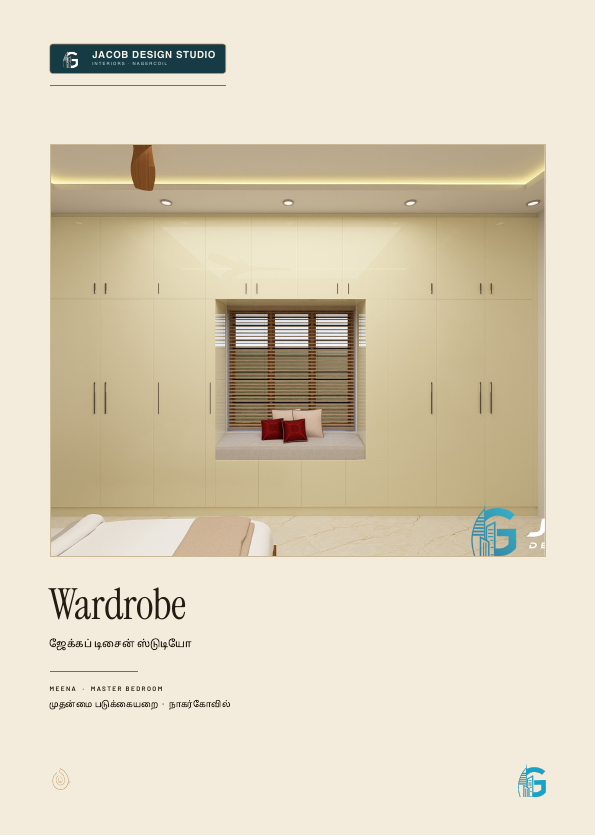 JACOB DESIGN STUDIO
INTERIORS · NAGERCOIL
Wardrobe
ஜேக்கப் டிசைன் ஸ்டுடியோ
MEENA · MASTER BEDROOM
முதன்மை படுக்கையறை · நாகர்கோவில்